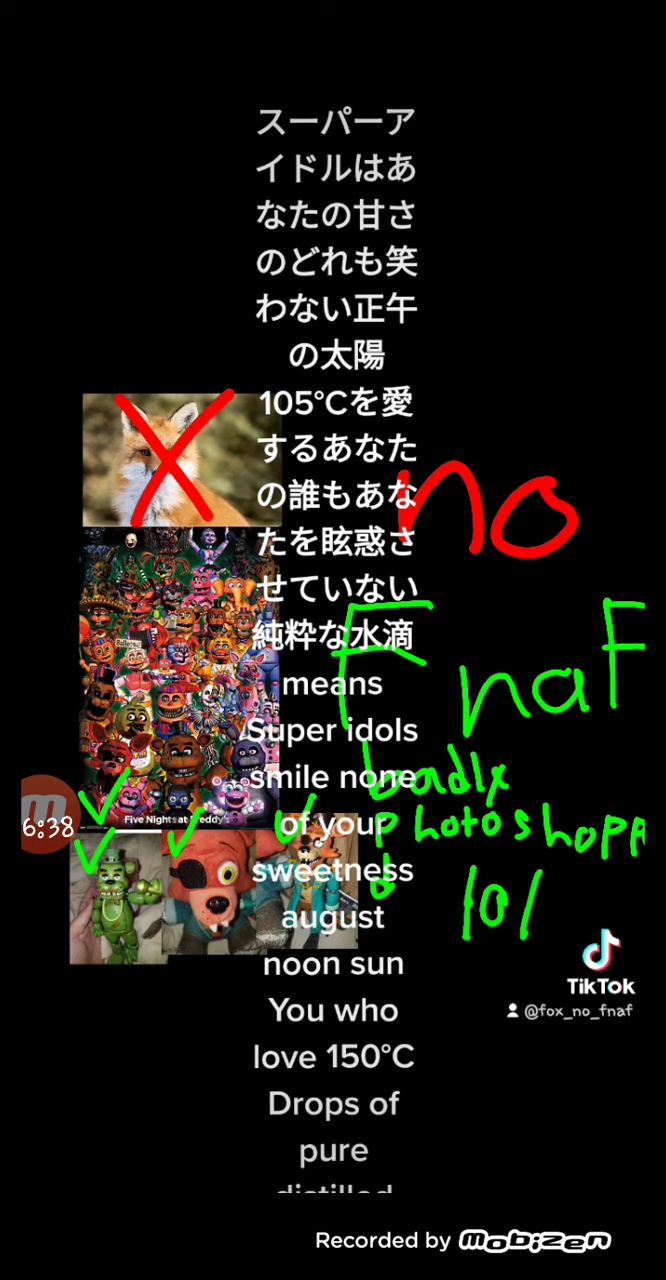 スーパーア
イドルはあ
なたの甘さ
のどれも笑
わない正午
の太陽
105°Cを愛
するあなた
の誰もあな
たを眩惑さ
せていない
純粋な水滴
means
Super idols
smile none
of your
sweetness
august
noon sun
You who
love 150°C
Drops of
pure
distilled
no
FnaF
badly
photoshopp
d
lol
Five Nights at Freddy's
6:38
TikTok
@fox_no_fnaf
Recorded by mobizen